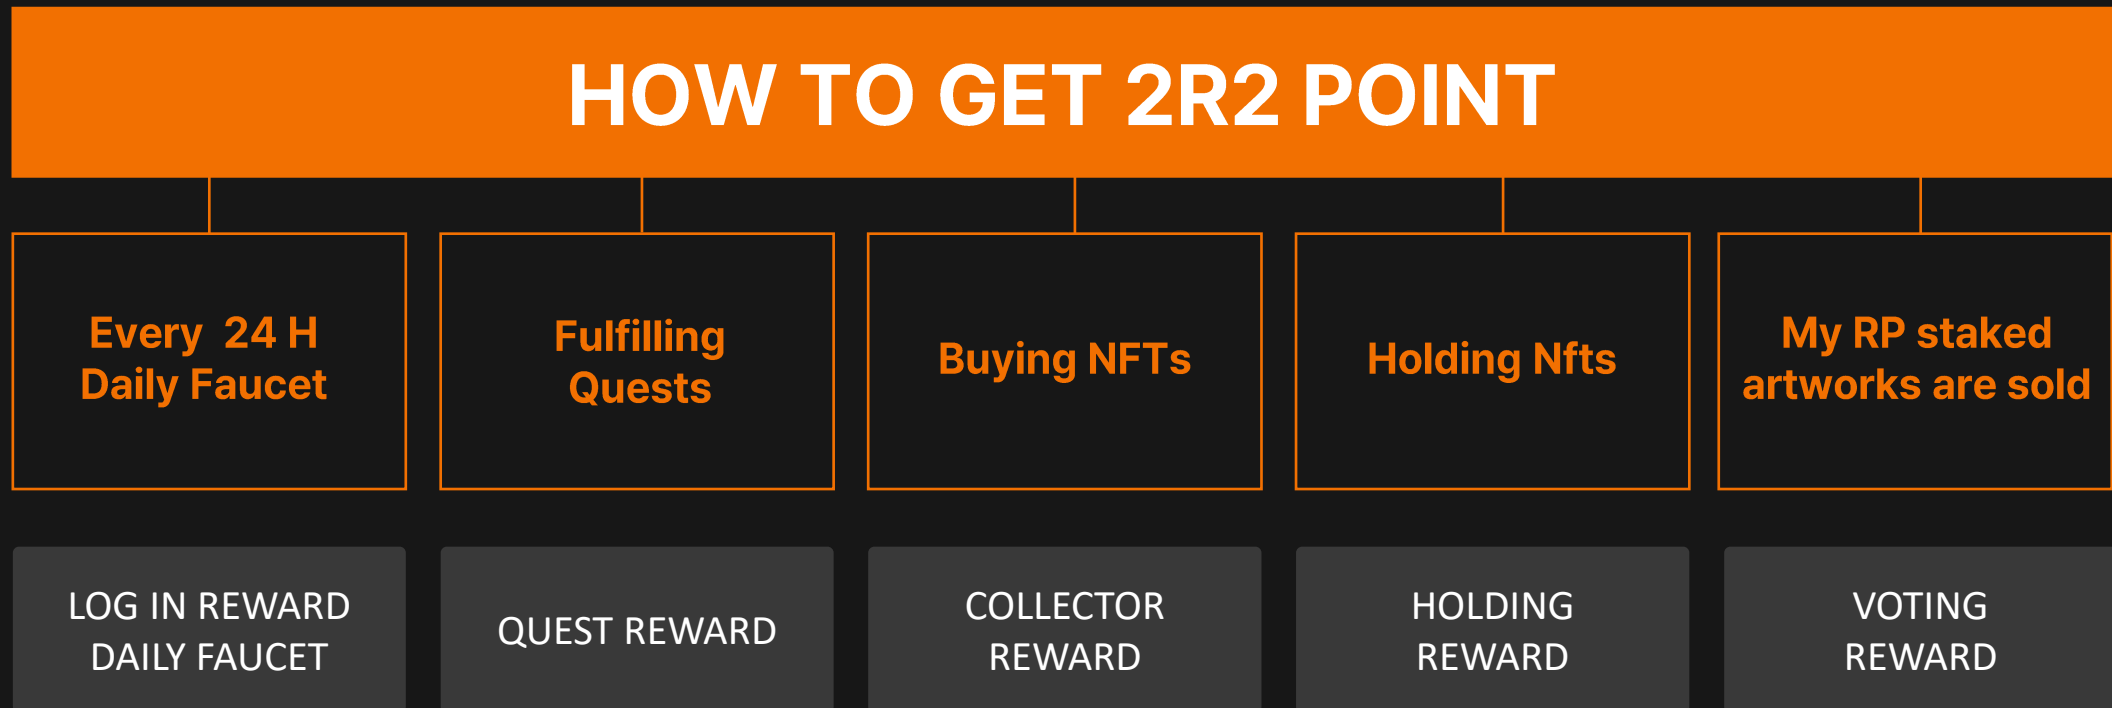 HOW TO GET 2R2 POINT
Every 24 H
Daily Faucet
Fulfilling
Quests
Buying NFTs
Holding Nfts
My RP staked
artworks are sold
LOG IN REWARD
DAILY FAUCET
QUEST REWARD
COLLECTOR
REWARD
HOLDING
REWARD
VOTING
REWARD